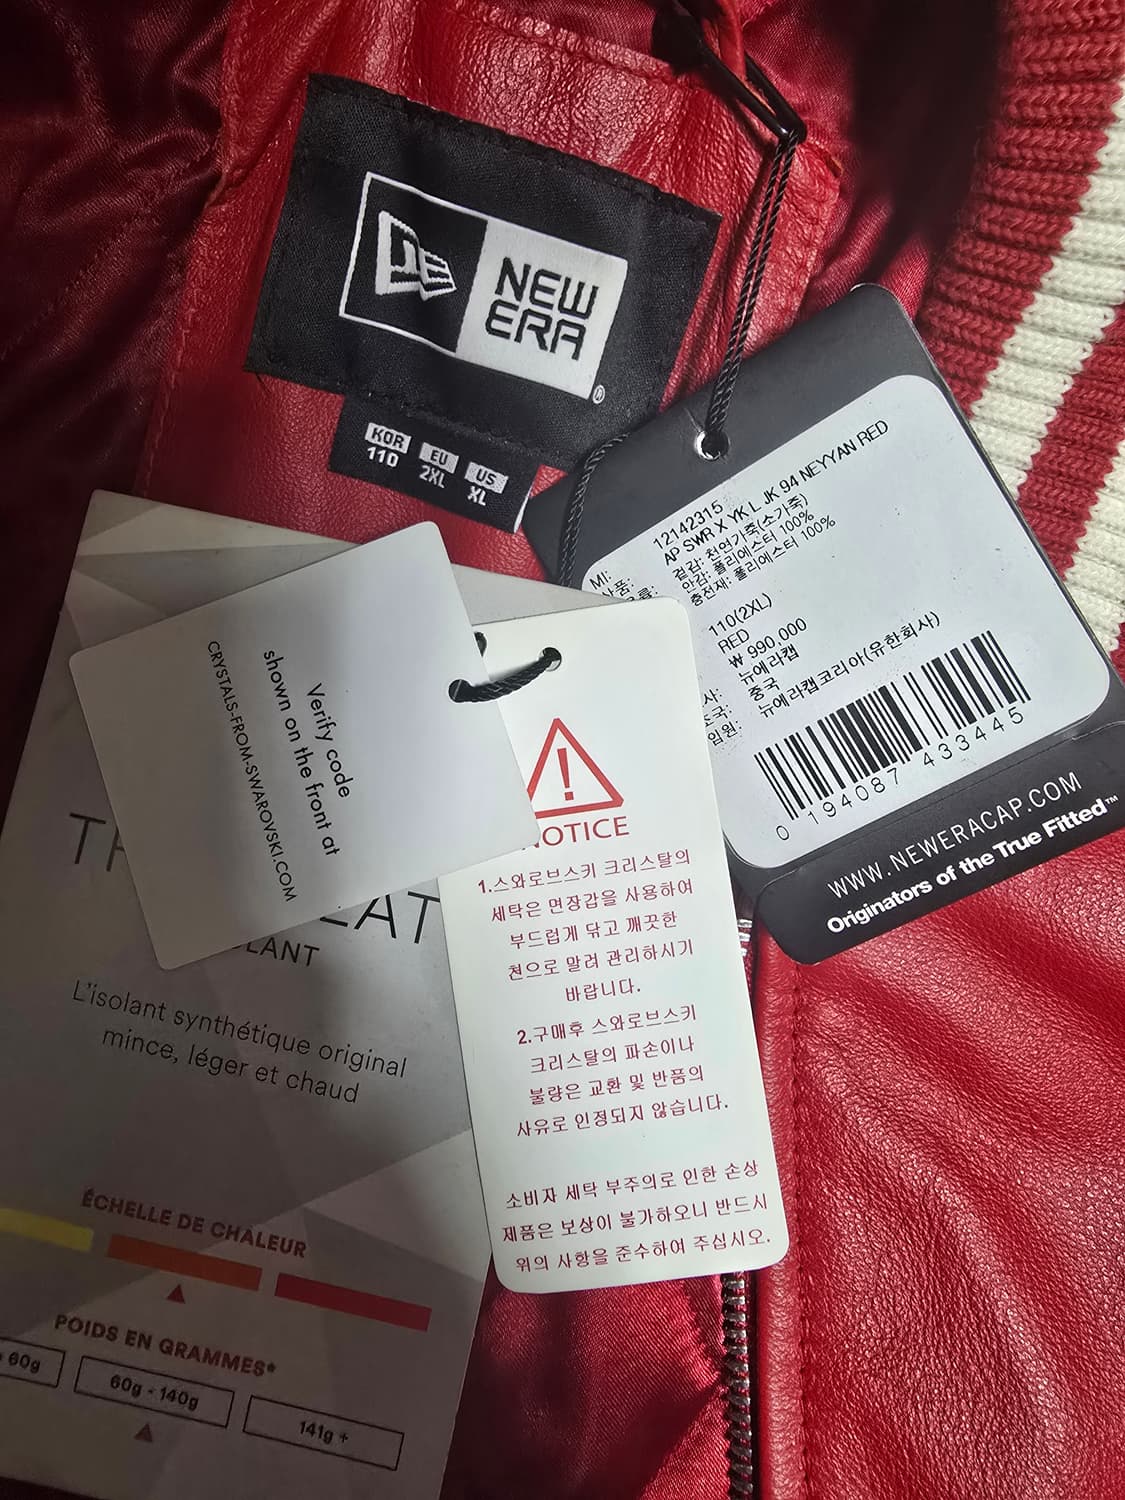 NEW
ERA
®
KOR
110
EU
2XL
US
XL
12142315
AP SWR X YK L JK 94 NEYYAN RED
MI:
겉감: 천연가죽(소가죽)
안감: 폴리에스터 100%
충전재: 폴리에스터 100%
110(2XL)
RED
₩ 990,000
뉴에라캡
중국
뉴에라캡코리아(유한회사)
0 194087 433445
WWW.NEWERACAP.COM
Originators of the True Fitted™
Verify code
shown on the front at
CRYSTALS-FROM-SWAROVSKI.COM
NOTICE
1.스와로브스키 크리스탈의
세탁은 면장갑을 사용하여
부드럽게 닦고 깨끗한
천으로 말려 관리하시기
바랍니다.
2.구매후 스와로브스키
크리스탈의 파손이나
불량은 교환 및 반품의
사유로 인정되지 않습니다.
소비자 세탁 부주의로 인한 손상
제품은 보상이 불가하오니 반드시
위의 사항을 준수하여 주십시오.
L'isolant synthétique original
mince, léger et chaud
ÉCHELLE DE CHALEUR
POIDS EN GRAMMES*
60g
60g - 140g
141g +